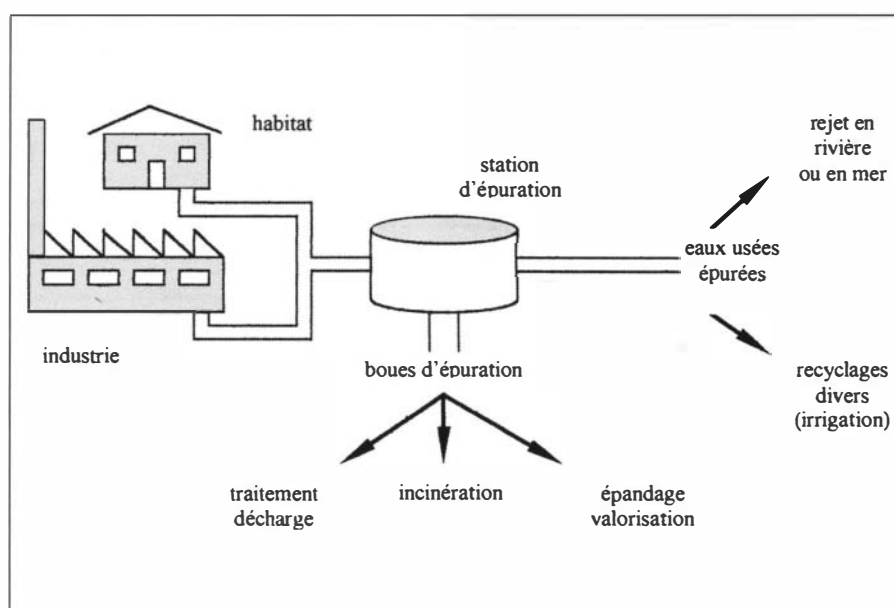 habitat
station
d'épuration
rejet en
rivière
ou en mer
eaux usées
épurées
industrie
boues d'épuration
recyclages
divers
(irrigation)
traitement
décharge
incinération
épandage
valorisation